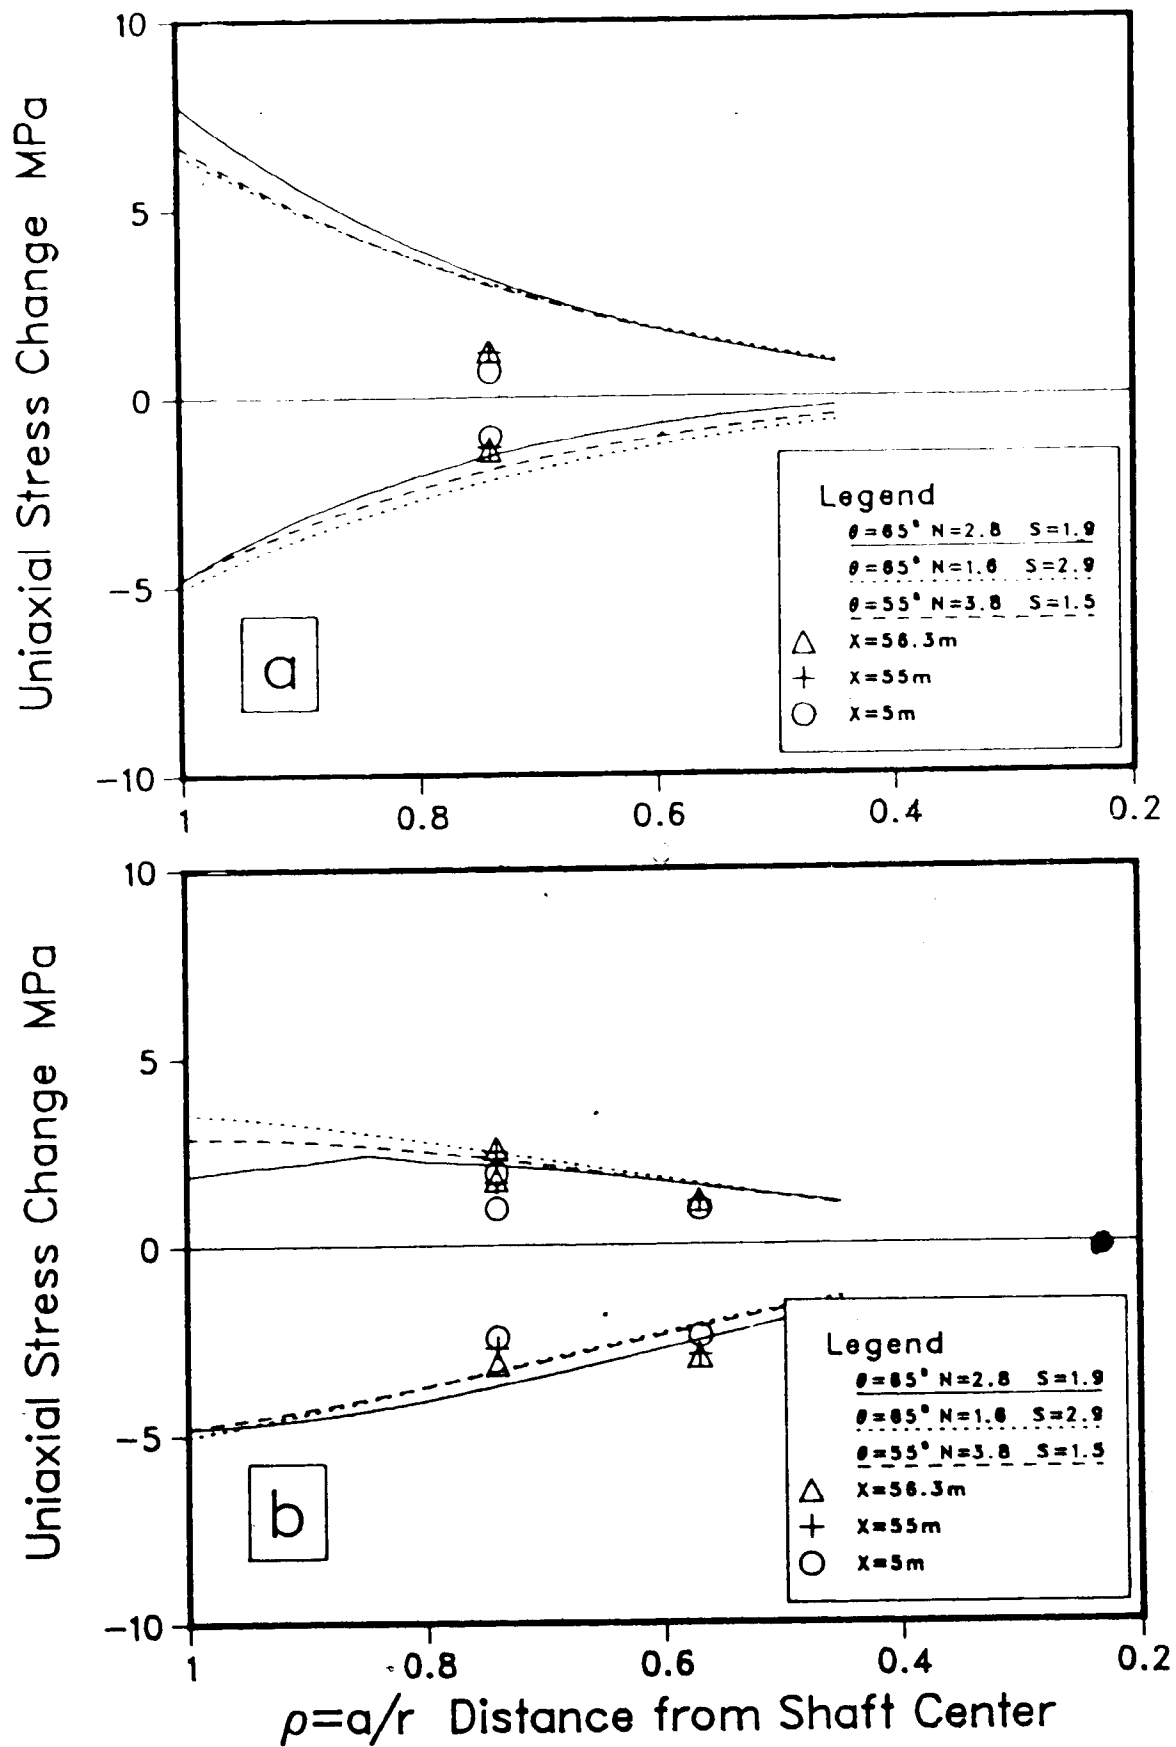 Uniaxial Stress Change MPa
10
5
0
−5
−10
a
Legend
θ=65° N=2.8 S=1.9
θ=65° N=1.6 S=2.9
θ=55° N=3.8 S=1.5
X=56.3m
X=55m
X=5m
1 0.8 0.6 0.4 0.2
Uniaxial Stress Change MPa
10
5
0
−5
−10
b
Legend
θ=65° N=2.8 S=1.9
θ=65° N=1.6 S=2.9
θ=55° N=3.8 S=1.5
X=56.3m
X=55m
X=5m
1 0.8 0.6 0.4 0.2
ρ=a/r Distance from Shaft Center